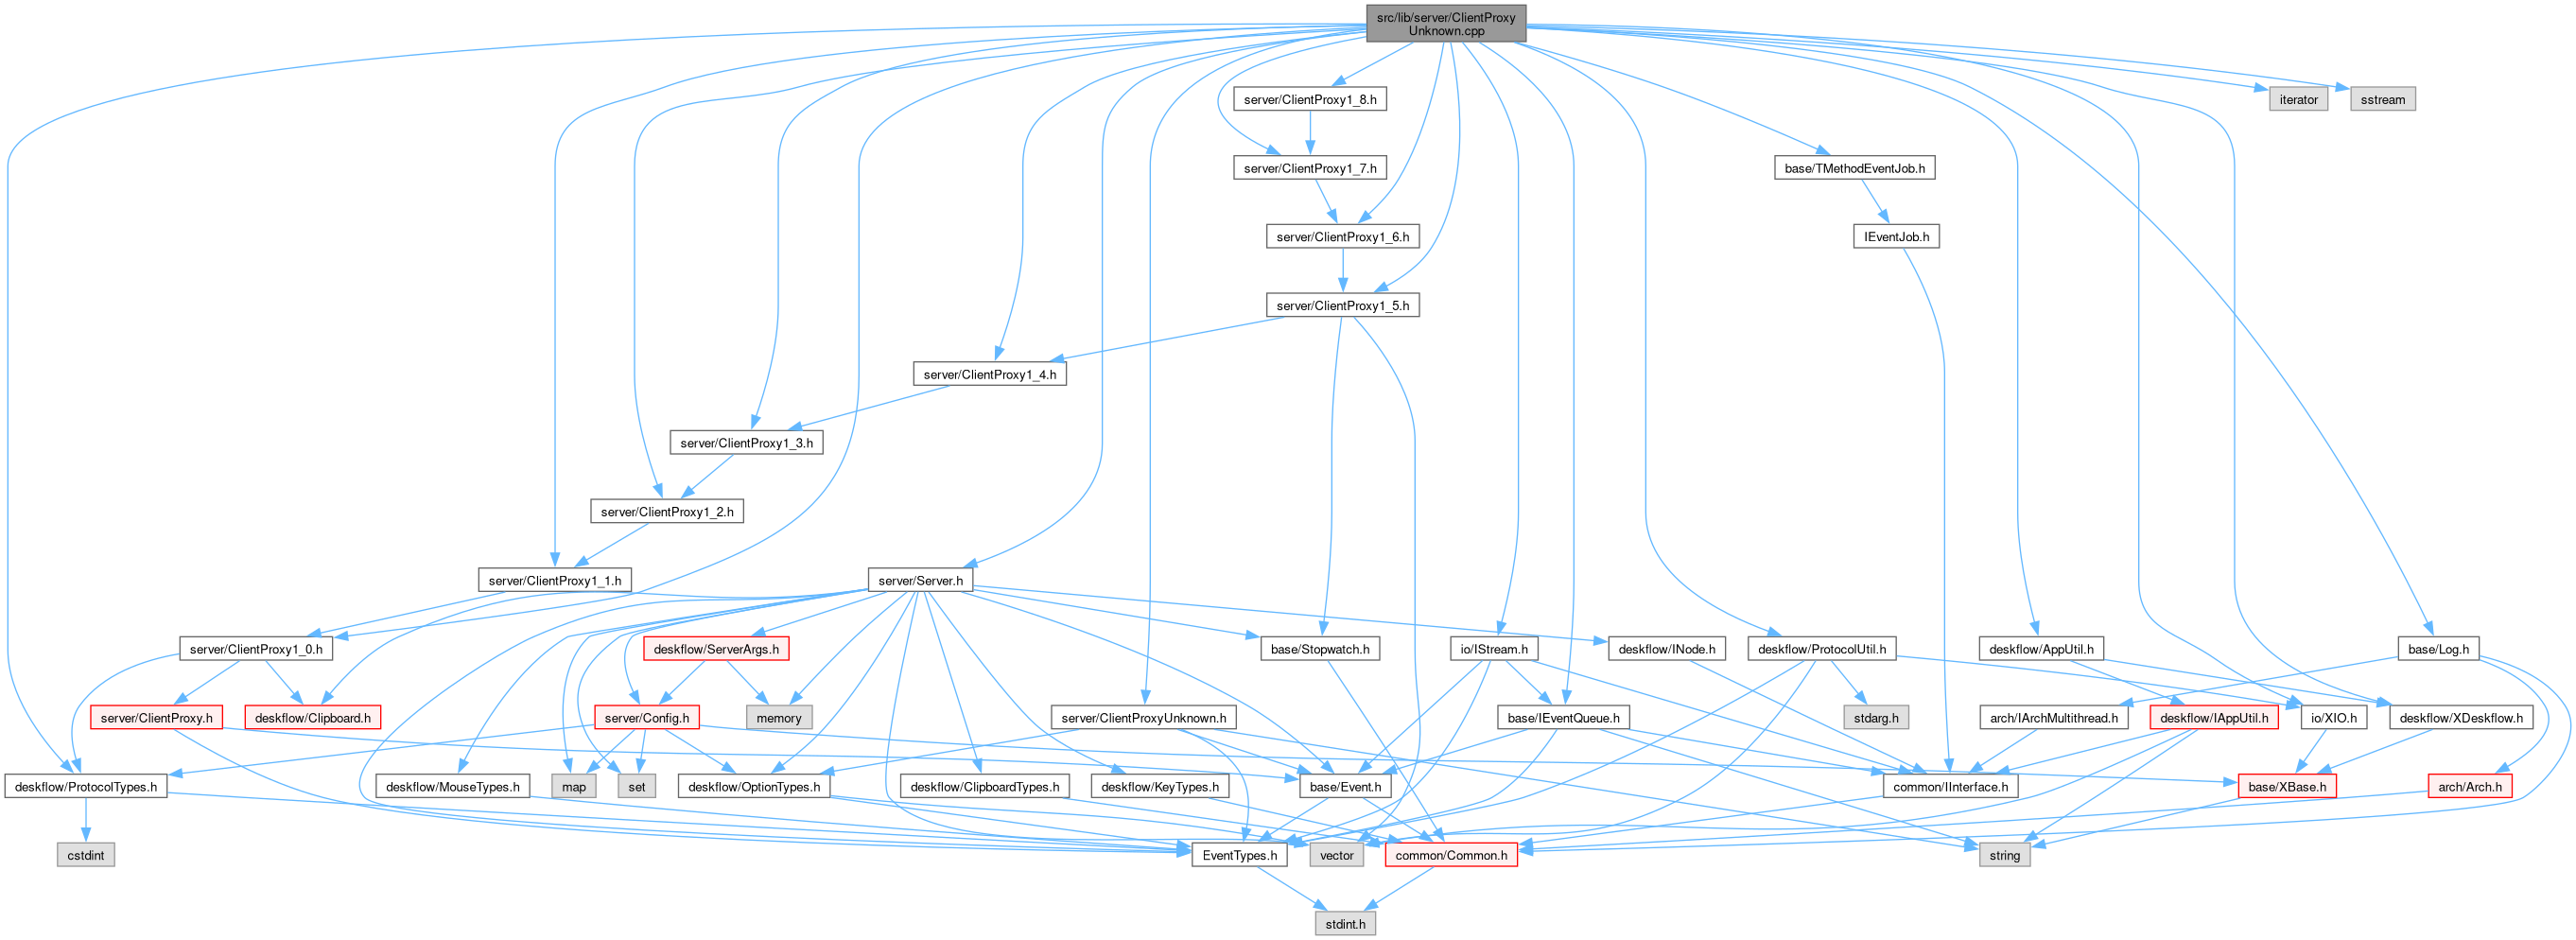 src/lib/server/ClientProxy
Unknown.cpp
server/ClientProxy1_8.h
iterator
sstream
server/ClientProxy1_7.h
base/TMethodEventJob.h
server/ClientProxy1_6.h
IEventJob.h
server/ClientProxy1_5.h
server/ClientProxy1_4.h
server/ClientProxy1_3.h
server/ClientProxy1_2.h
server/ClientProxy1_1.h
server/Server.h
server/ClientProxy1_0.h
deskflow/ServerArgs.h
base/Stopwatch.h
io/IStream.h
deskflow/INode.h
deskflow/ProtocolUtil.h
deskflow/AppUtil.h
base/Log.h
server/ClientProxy.h
deskflow/Clipboard.h
server/Config.h
memory
server/ClientProxyUnknown.h
base/IEventQueue.h
stdarg.h
arch/IArchMultithread.h
deskflow/IAppUtil.h
io/XIO.h
deskflow/XDeskflow.h
deskflow/ProtocolTypes.h
deskflow/MouseTypes.h
map
set
deskflow/OptionTypes.h
deskflow/ClipboardTypes.h
deskflow/KeyTypes.h
base/Event.h
common/IInterface.h
base/XBase.h
arch/Arch.h
cstdint
EventTypes.h
vector
common/Common.h
string
stdint.h